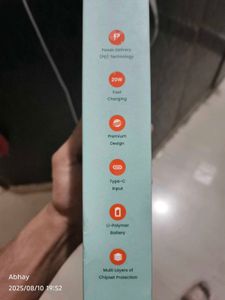 Power Delivery
(PD) Technology
20W
Fast
Charging
Premium
Design
Type-C
Input
Li-Polymer
Battery
Multi Layers of
Chipset Protection
Abhay
2025/08/10 19:52